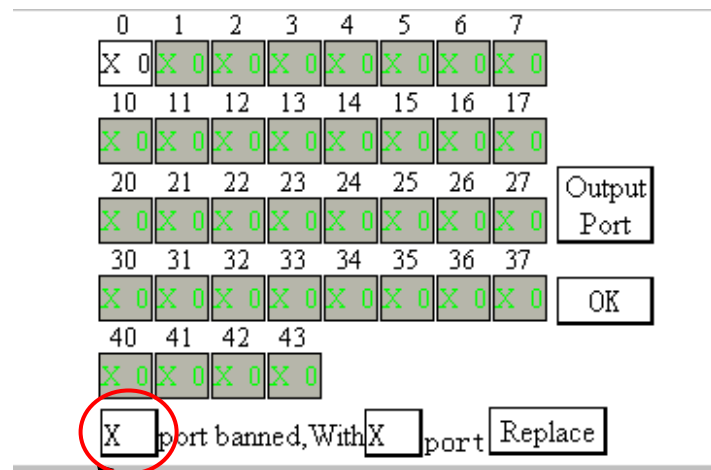 0 1 2 3 4 5 6 7
X 0 X 0 X 0 X 0 X 0 X 0 X 0 X 0
10 11 12 13 14 15 16 17
X 0 X 0 X 0 X 0 X 0 X 0 X 0 X 0
20 21 22 23 24 25 26 27
X 0 X 0 X 0 X 0 X 0 X 0 X 0 X 0
Output
Port
30 31 32 33 34 35 36 37
X 0 X 0 X 0 X 0 X 0 X 0 X 0 X 0
OK
40 41 42 43
X 0 X 0 X 0 X 0
X port banned,With X port Replace